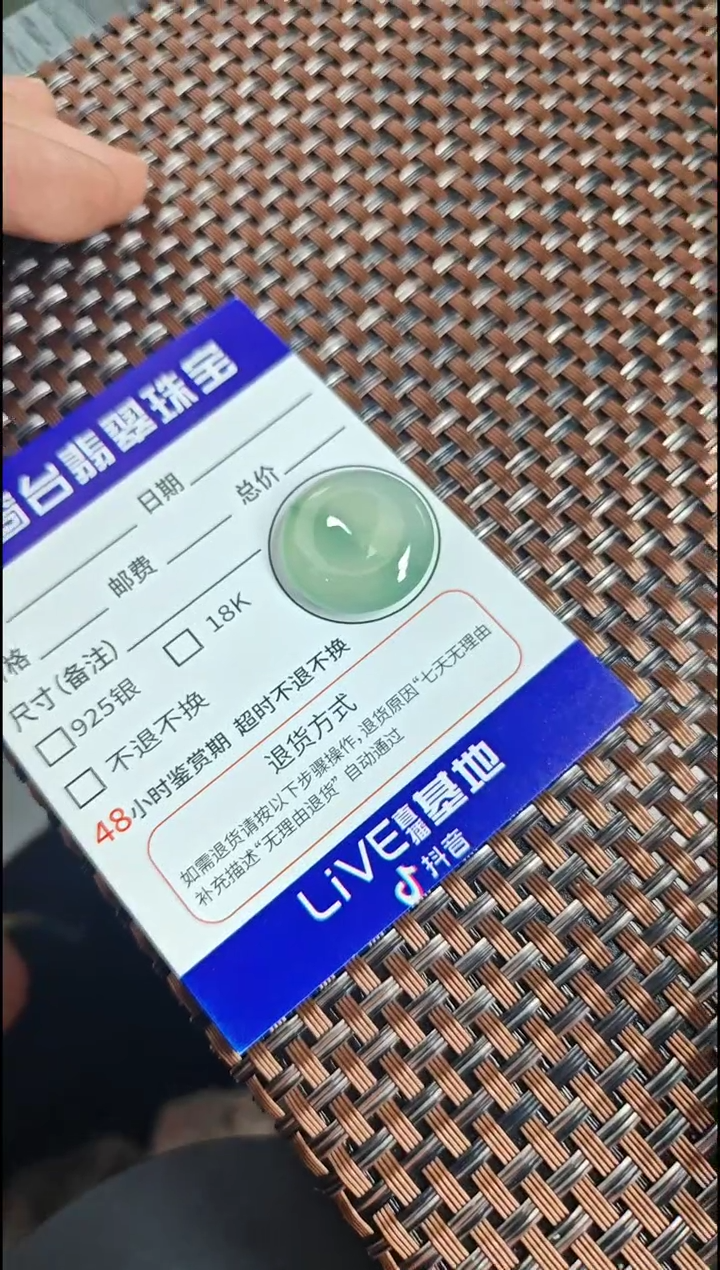 台翡翠珠宝
日期
格 邮费 总价
尺寸(备注)
925银 18K
不退不换
48小时鉴赏期 超时不退不换
退货方式
如需退货请按以下步骤操作,退货原因“七天无理由
补充描述“无理由退货” 自动通过
LiVE直播基地
抖音